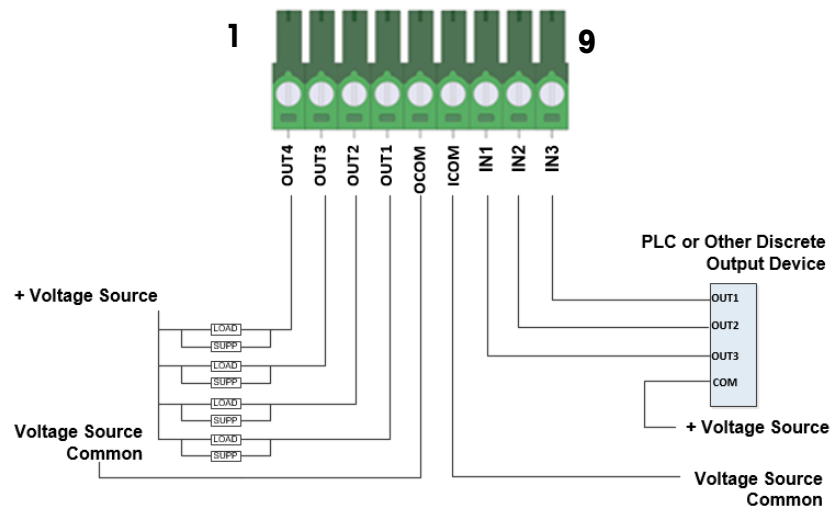 1
9
OUT4
OUT3
OUT2
OUT1
OCOM
ICOM
IN1
IN2
IN3
PLC or Other Discrete
Output Device
OUT1
OUT2
OUT3
COM
+ Voltage Source
+ Voltage Source
LOAD
SUPP
LOAD
SUPP
LOAD
SUPP
LOAD
SUPP
Voltage Source
Common
Voltage Source
Common